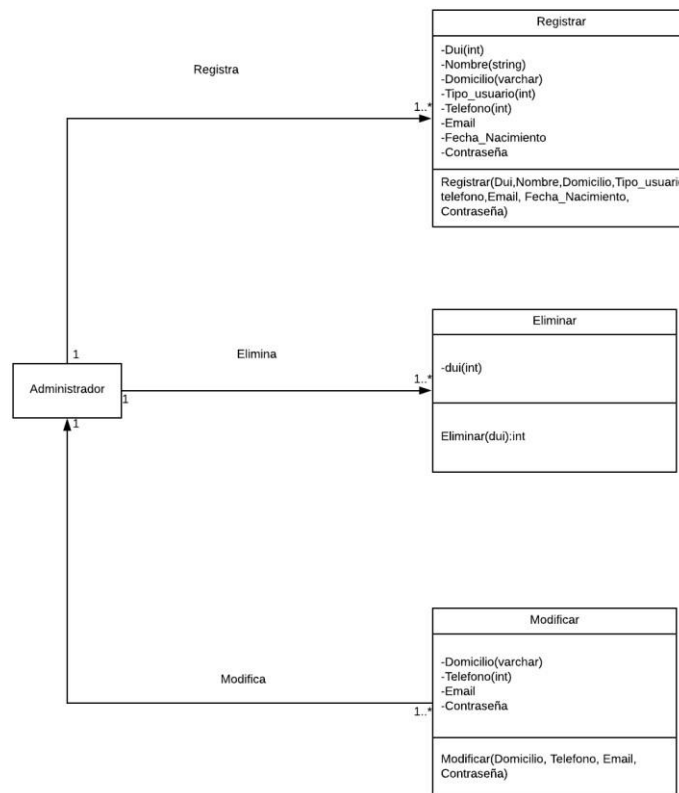 Registrar
-Dui(int)
-Nombre(string)
-Domicilio(varchar)
-Tipo_usuario(int)
-Telefono(int)
-Email
-Fecha_Nacimiento
-Contraseña
Registrar(Dui,Nombre,Domicilio,Tipo_usuario
telefono,Email, Fecha_Nacimiento,
Contraseña)
Registra
1..*
1
Eliminar
-dui(int)
Eliminar(dui):int
Elimina
1..*
Administrador
1
1
Modificar
-Domicilio(varchar)
-Telefono(int)
-Email
-Contraseña
Modificar(Domicilio, Telefono, Email,
Contraseña)
Modifica
1..*